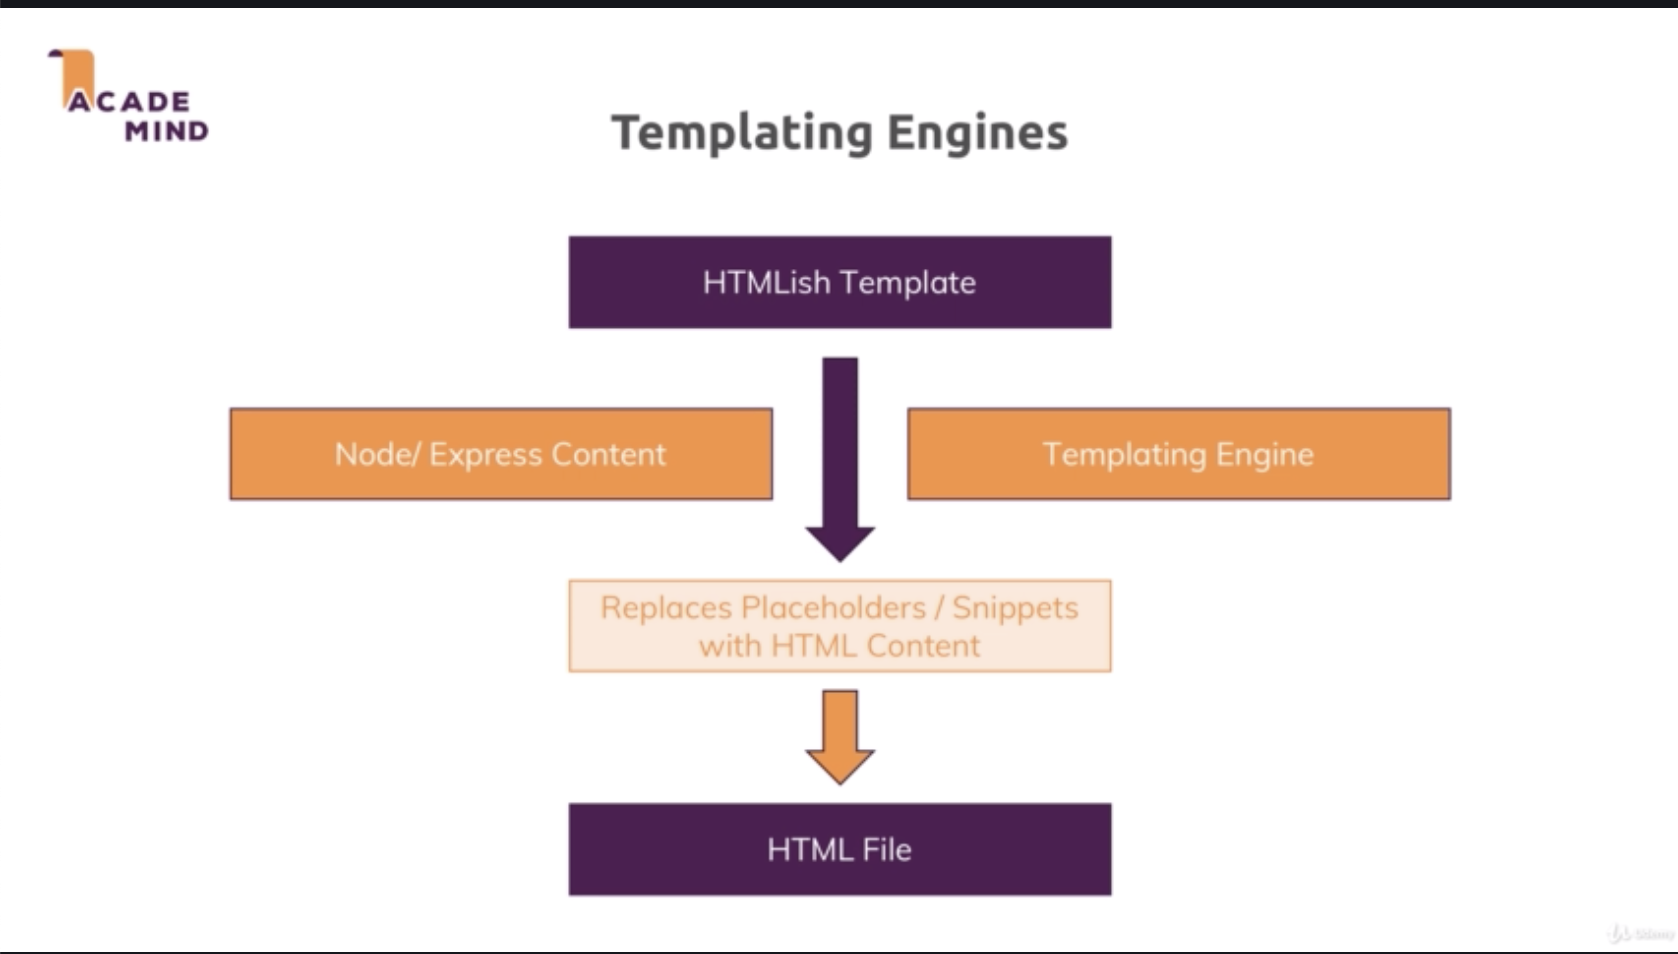 ACADE
MIND
Templating Engines
HTMLish Template
Node/ Express Content
Templating Engine
Replaces Placeholders / Snippets
with HTML Content
HTML File
Udemy